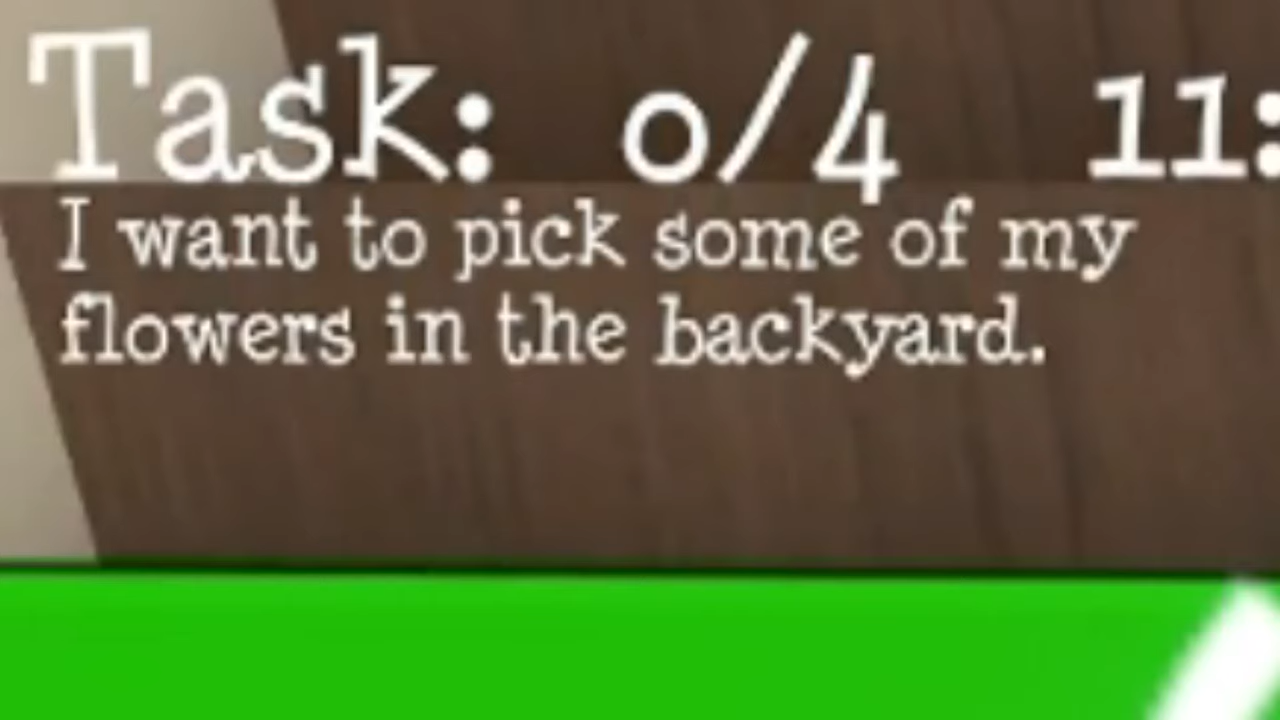 Task: 0/4 11:
I want to pick some of my
flowers in the backyard.